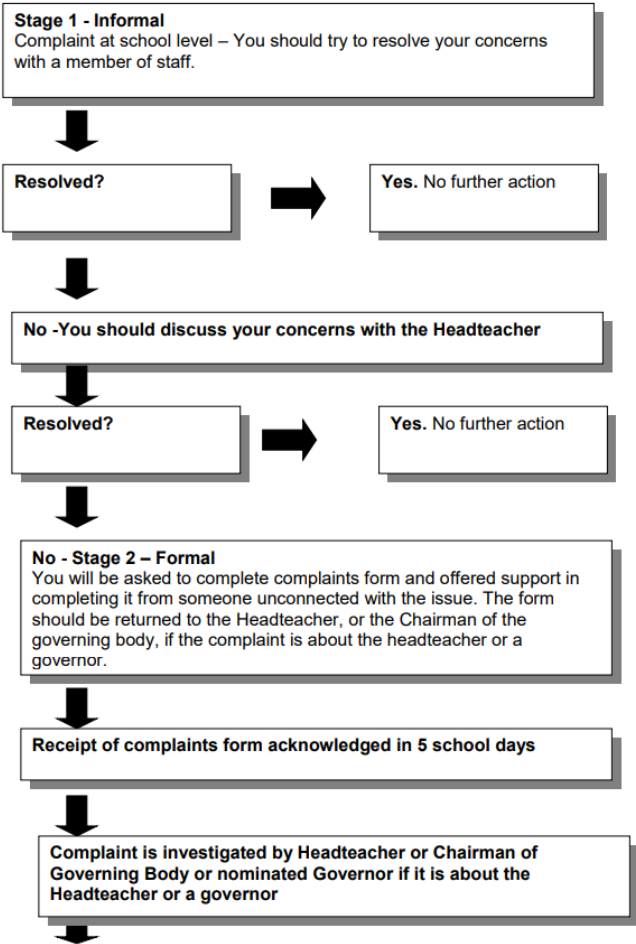 Stage 1 - Informal
Complaint at school level – You should try to resolve your concerns
with a member of staff.
Resolved?
Yes. No further action
No -You should discuss your concerns with the Headteacher
Resolved?
Yes. No further action
No - Stage 2 – Formal
You will be asked to complete complaints form and offered support in
completing it from someone unconnected with the issue. The form
should be returned to the Headteacher, or the Chairman of the
governing body, if the complaint is about the headteacher or a
governor.
Receipt of complaints form acknowledged in 5 school days
Complaint is investigated by Headteacher or Chairman of
Governing Body or nominated Governor if it is about the
Headteacher or a governor